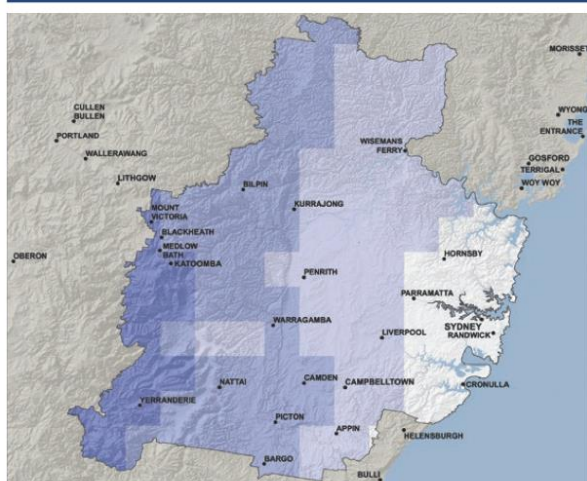 MORISSET
CULLEN
BULLEN
WYONG
PORTLAND
THE
ENTRANCE
WISEMANS
FERRY
WALLERAWANG
GOSFORD
TERRIGAL
LITHGOW
BILPIN
WOY WOY
KURRAJONG
MOUNT
VICTORIA
BLACKHEATH
MEDLOW
BATH
HORNSBY
OBERON
KATOOMBA
PENRITH
PARRAMATTA
WARRAGAMBA
SYDNEY
RANDWICK
LIVERPOOL
NATTAI
CAMDEN
CAMPBELLTOWN
CRONULLA
YERRANDERIE
PICTON
APPIN
HELENSBURGH
BARGO
BULLI